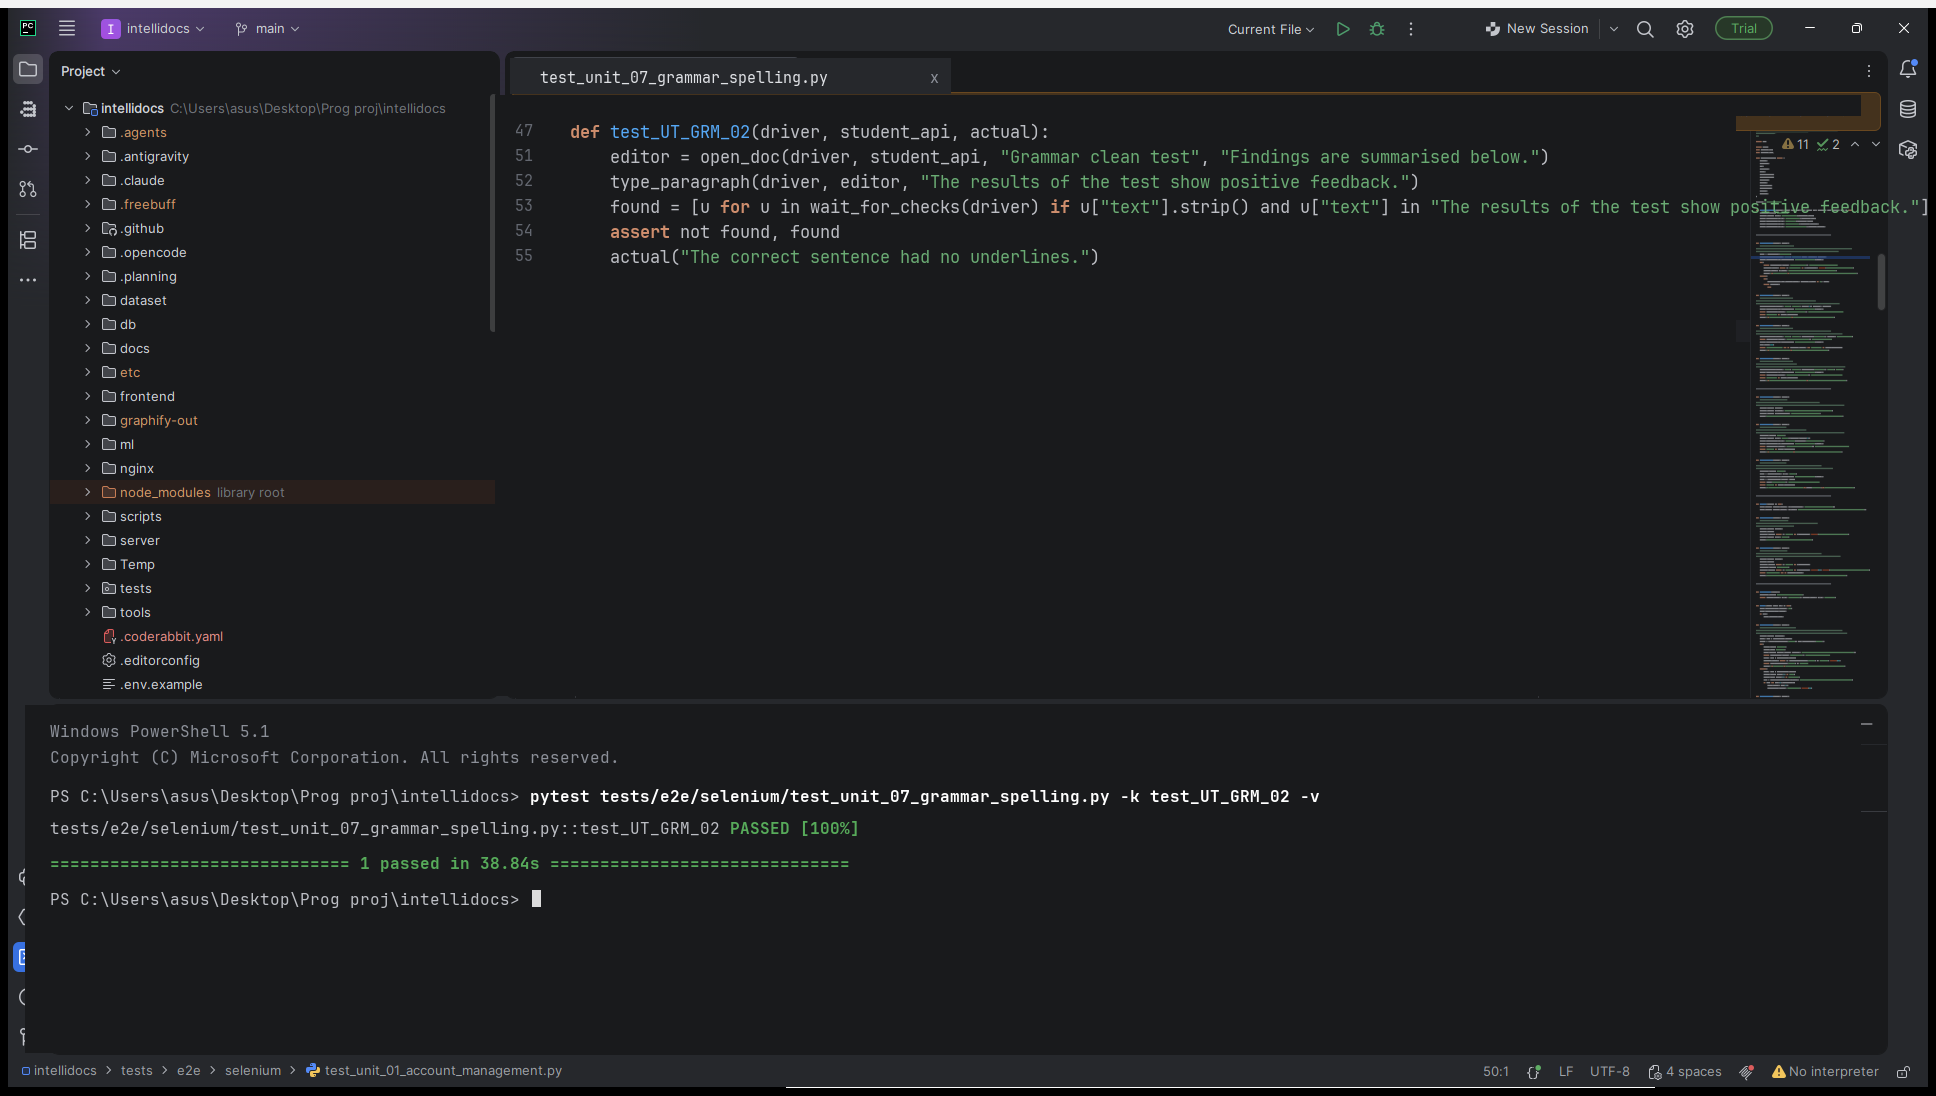 PC
I intellidocs
main
Current File
New Session
Trial
Project
test_unit_07_grammar_spelling.py x
intellidocs C:\Users\asus\Desktop\Prog proj\intellidocs
.agents
.antigravity
.claude
.freebuff
.github
.opencode
.planning
dataset
db
docs
etc
frontend
graphify-out
ml
nginx
node_modules library root
scripts
server
Temp
tests
tools
.coderabbit.yaml
.editorconfig
.env.example
47 def test_UT_GRM_02(driver, student_api, actual):
51 editor = open_doc(driver, student_api, "Grammar clean test", "Findings are summarised below.")
52 type_paragraph(driver, editor, "The results of the test show positive feedback.")
53 found = [u for u in wait_for_checks(driver) if u["text"].strip() and u["text"] in "The results of the test show positive feedback."]
54 assert not found, found
55 actual("The correct sentence had no underlines.")
11 2
Windows PowerShell 5.1
Copyright (C) Microsoft Corporation. All rights reserved.
PS C:\Users\asus\Desktop\Prog proj\intellidocs> pytest tests/e2e/selenium/test_unit_07_grammar_spelling.py -k test_UT_GRM_02 -v
tests/e2e/selenium/test_unit_07_grammar_spelling.py::test_UT_GRM_02 PASSED [100%]
============================== 1 passed in 38.84s ==============================
PS C:\Users\asus\Desktop\Prog proj\intellidocs>
intellidocs > tests > e2e > selenium > test_unit_01_account_management.py
50:1 LF UTF-8 4 spaces No interpreter